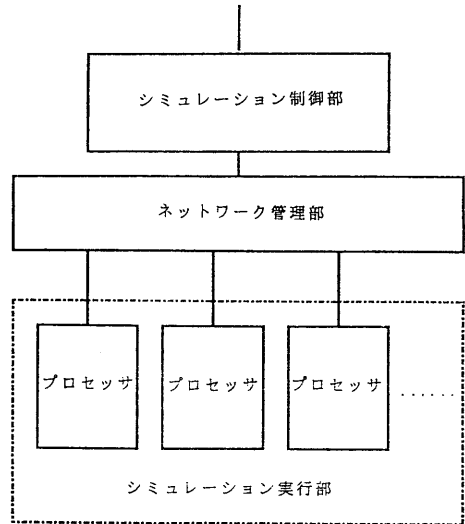 シミュレーション制御部
ネットワーク管理部
プロセッサ プロセッサ プロセッサ ......
シミュレーション実行部